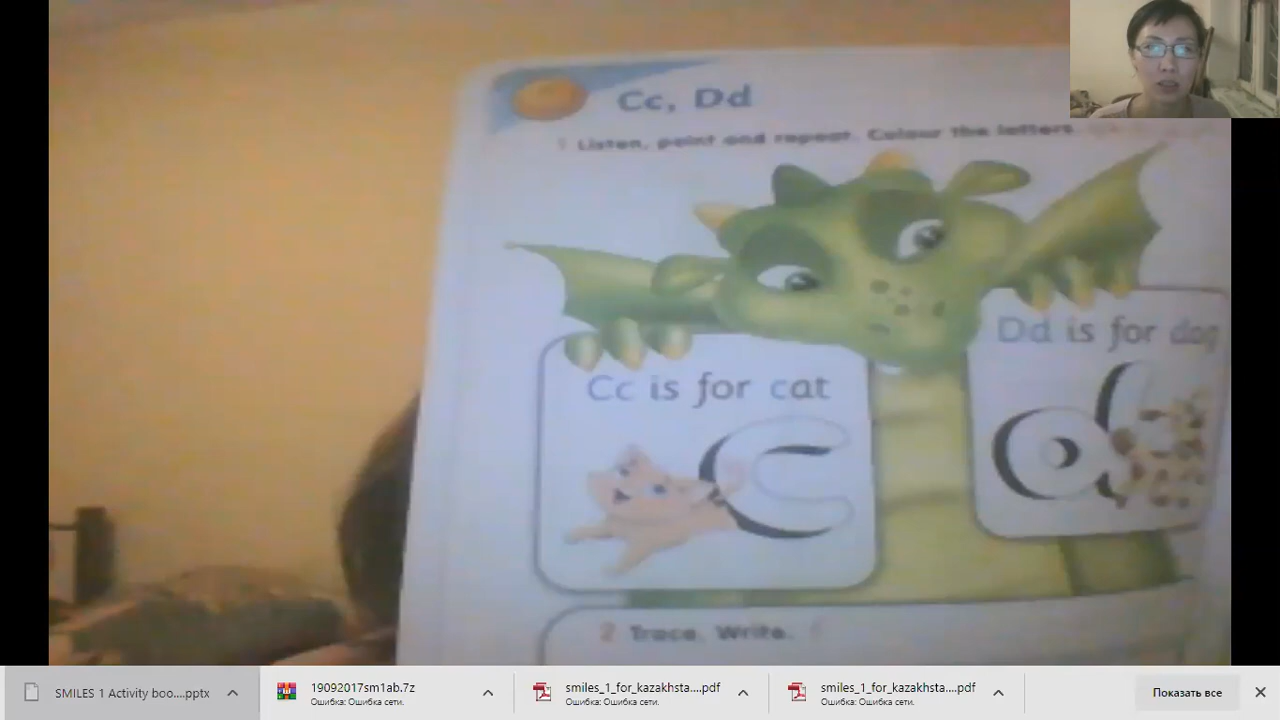 Cc, Dd
1 Listen, point and repeat. Colour the letters.
Cc is for cat
Dd is for dog
c
d
2 Trace. Write.
SMILES 1 Activity boo....pptx
19092017sm1ab.7z
Ошибка: Ошибка сети.
smiles_1_for_kazakhsta....pdf
Ошибка: Ошибка сети.
smiles_1_for_kazakhsta....pdf
Ошибка: Ошибка сети.
Показать все